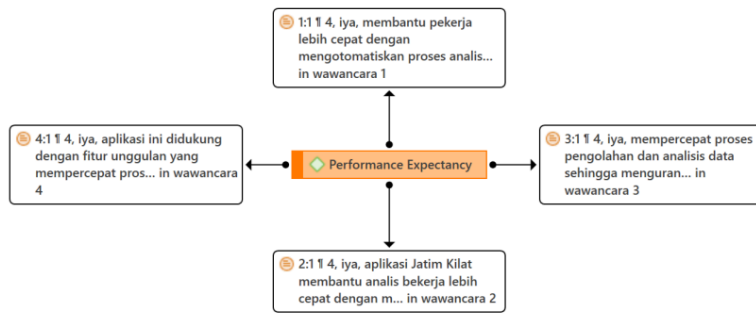 1:1 ¶ 4, iya, membantu pekerja
lebih cepat dengan
mengotomatiskan proses analis...
in wawancara 1
4:1 ¶ 4, iya, aplikasi ini didukung
dengan fitur unggulan yang
mempercepat pros... in wawancara
4
Performance Expectancy
3:1 ¶ 4, iya, mempercepat proses
pengolahan dan analisis data
sehingga menguran... in
wawancara 3
2:1 ¶ 4, iya, aplikasi Jatim Kilat
membantu analis bekerja lebih
cepat dengan m... in wawancara 2